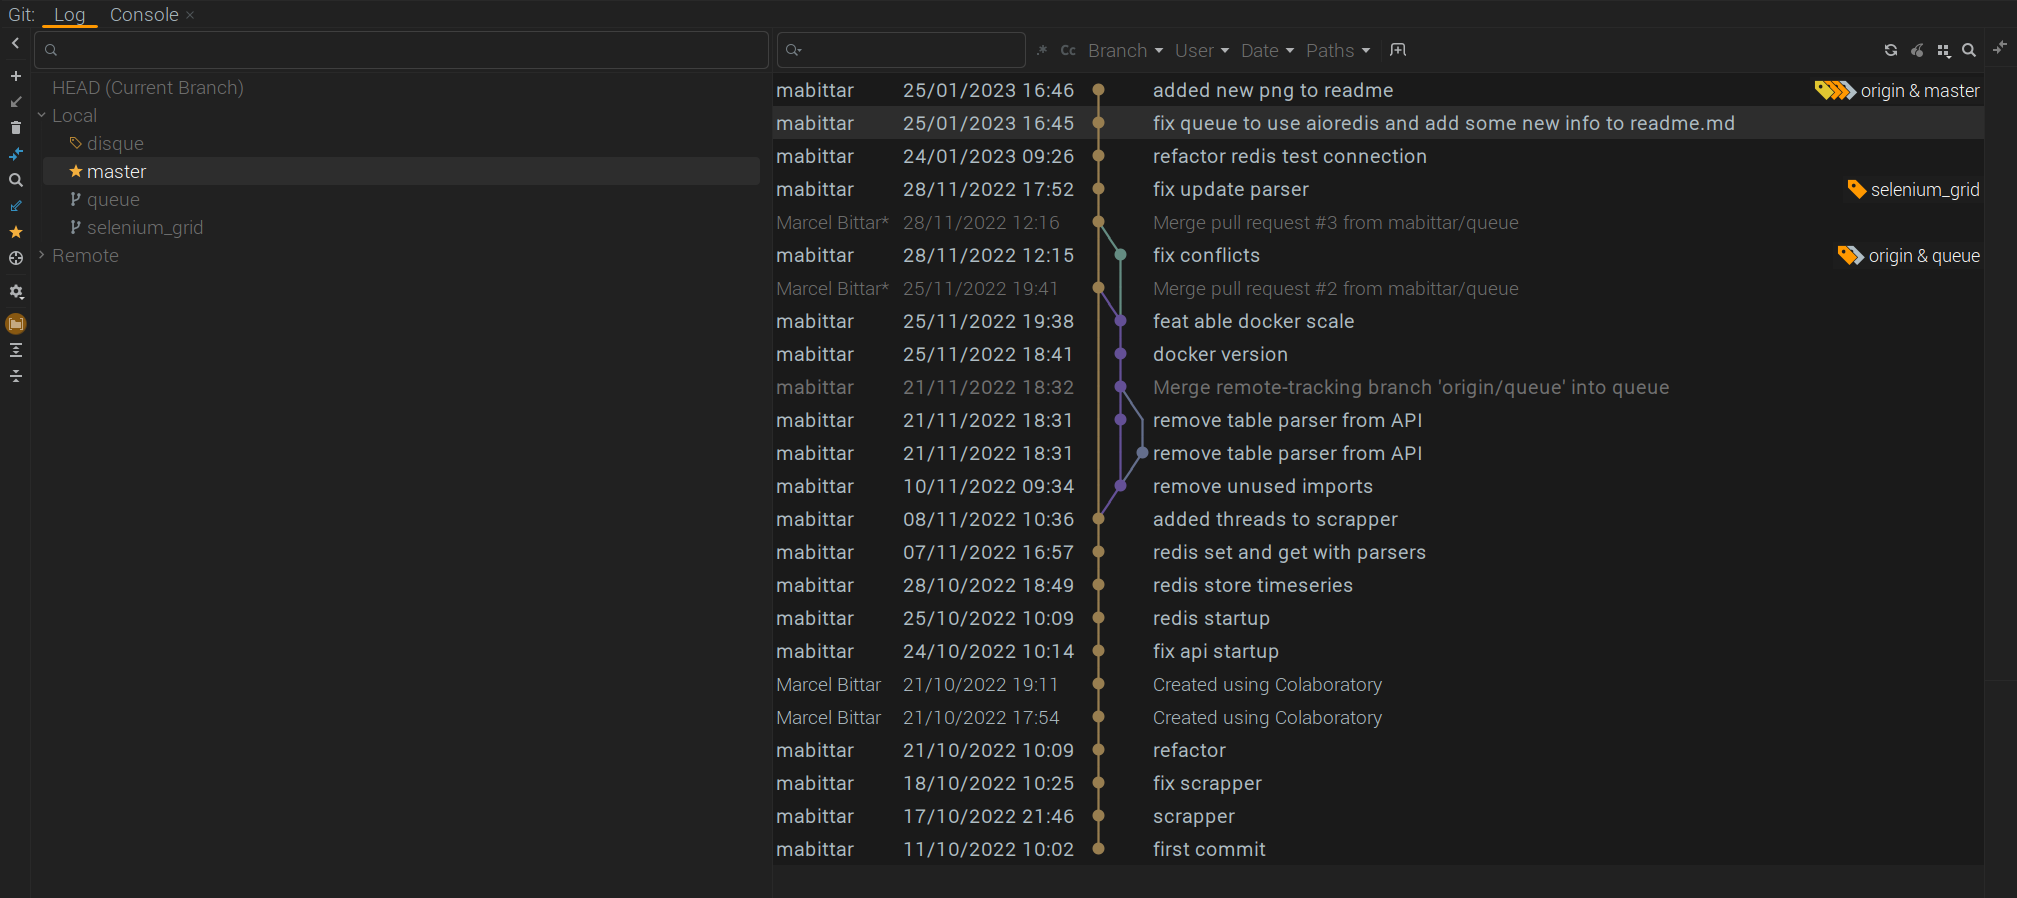 Git: Log Console ×
.* Cc Branch User Date Paths
HEAD (Current Branch)
Local
disque
master
queue
selenium_grid
Remote
mabittar 25/01/2023 16:46 added new png to readme origin & master
mabittar 25/01/2023 16:45 fix queue to use aioredis and add some new info to readme.md
mabittar 24/01/2023 09:26 refactor redis test connection
mabittar 28/11/2022 17:52 fix update parser selenium_grid
Marcel Bittar* 28/11/2022 12:16 Merge pull request #3 from mabittar/queue
mabittar 28/11/2022 12:15 fix conflicts origin & queue
Marcel Bittar* 25/11/2022 19:41 Merge pull request #2 from mabittar/queue
mabittar 25/11/2022 19:38 feat able docker scale
mabittar 25/11/2022 18:41 docker version
mabittar 21/11/2022 18:32 Merge remote-tracking branch 'origin/queue' into queue
mabittar 21/11/2022 18:31 remove table parser from API
mabittar 21/11/2022 18:31 remove table parser from API
mabittar 10/11/2022 09:34 remove unused imports
mabittar 08/11/2022 10:36 added threads to scrapper
mabittar 07/11/2022 16:57 redis set and get with parsers
mabittar 28/10/2022 18:49 redis store timeseries
mabittar 25/10/2022 10:09 redis startup
mabittar 24/10/2022 10:14 fix api startup
Marcel Bittar 21/10/2022 19:11 Created using Colaboratory
Marcel Bittar 21/10/2022 17:54 Created using Colaboratory
mabittar 21/10/2022 10:09 refactor
mabittar 18/10/2022 10:25 fix scrapper
mabittar 17/10/2022 21:46 scrapper
mabittar 11/10/2022 10:02 first commit